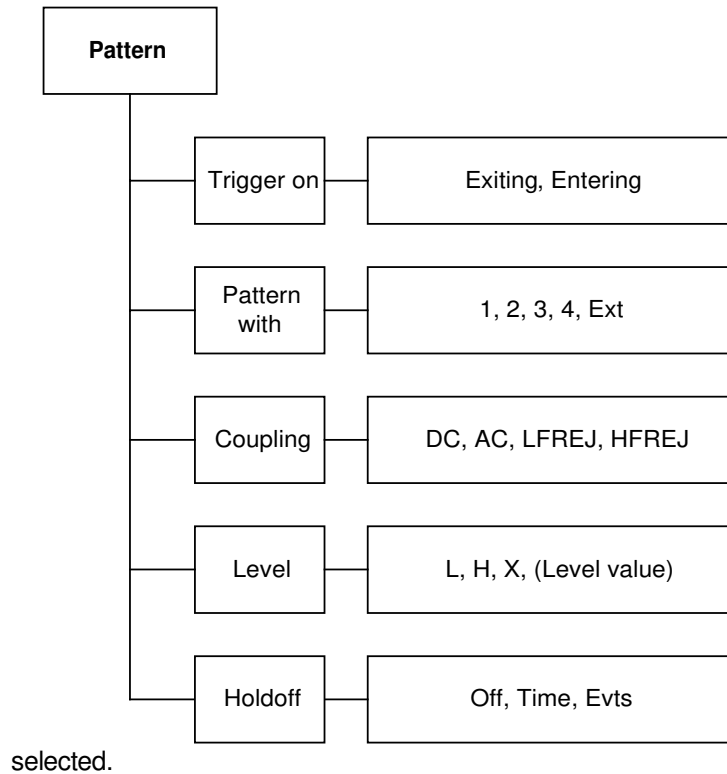 Pattern
Trigger on
Exiting, Entering
Pattern
with
1, 2, 3, 4, Ext
Coupling
DC, AC, LFREJ, HFREJ
Level
L, H, X, (Level value)
Holdoff
Off, Time, Evts
selected.